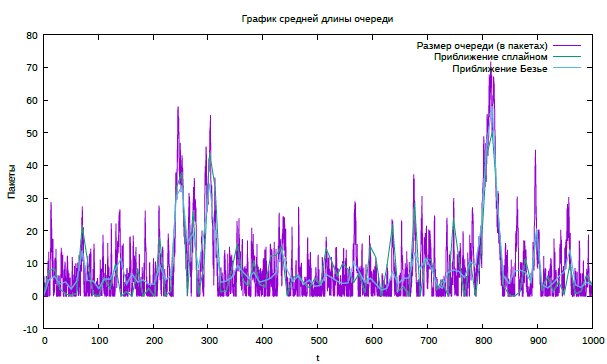 График средней длины очереди
Размер очереди (в пакетах)
Приближение сплайном
Приближение Безье
Пакеты
80
70
60
50
40
30
20
10
0
-10
0 100 200 300 400 500 600 700 800 900 1000
t